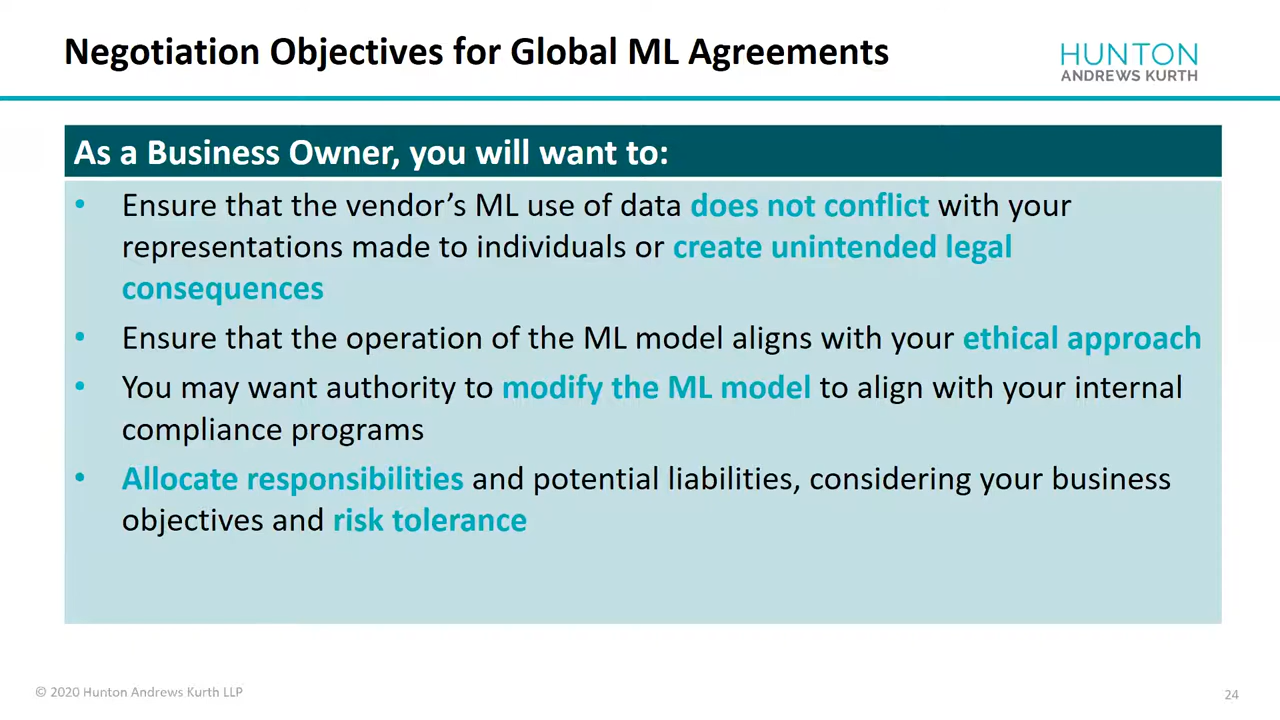 Negotiation Objectives for Global ML Agreements
HUNTON
ANDREWS KURTH
As a Business Owner, you will want to:
• Ensure that the vendor’s ML use of data does not conflict with your
representations made to individuals or create unintended legal
consequences
• Ensure that the operation of the ML model aligns with your ethical approach
• You may want authority to modify the ML model to align with your internal
compliance programs
• Allocate responsibilities and potential liabilities, considering your business
objectives and risk tolerance
© 2020 Hunton Andrews Kurth LLP
24